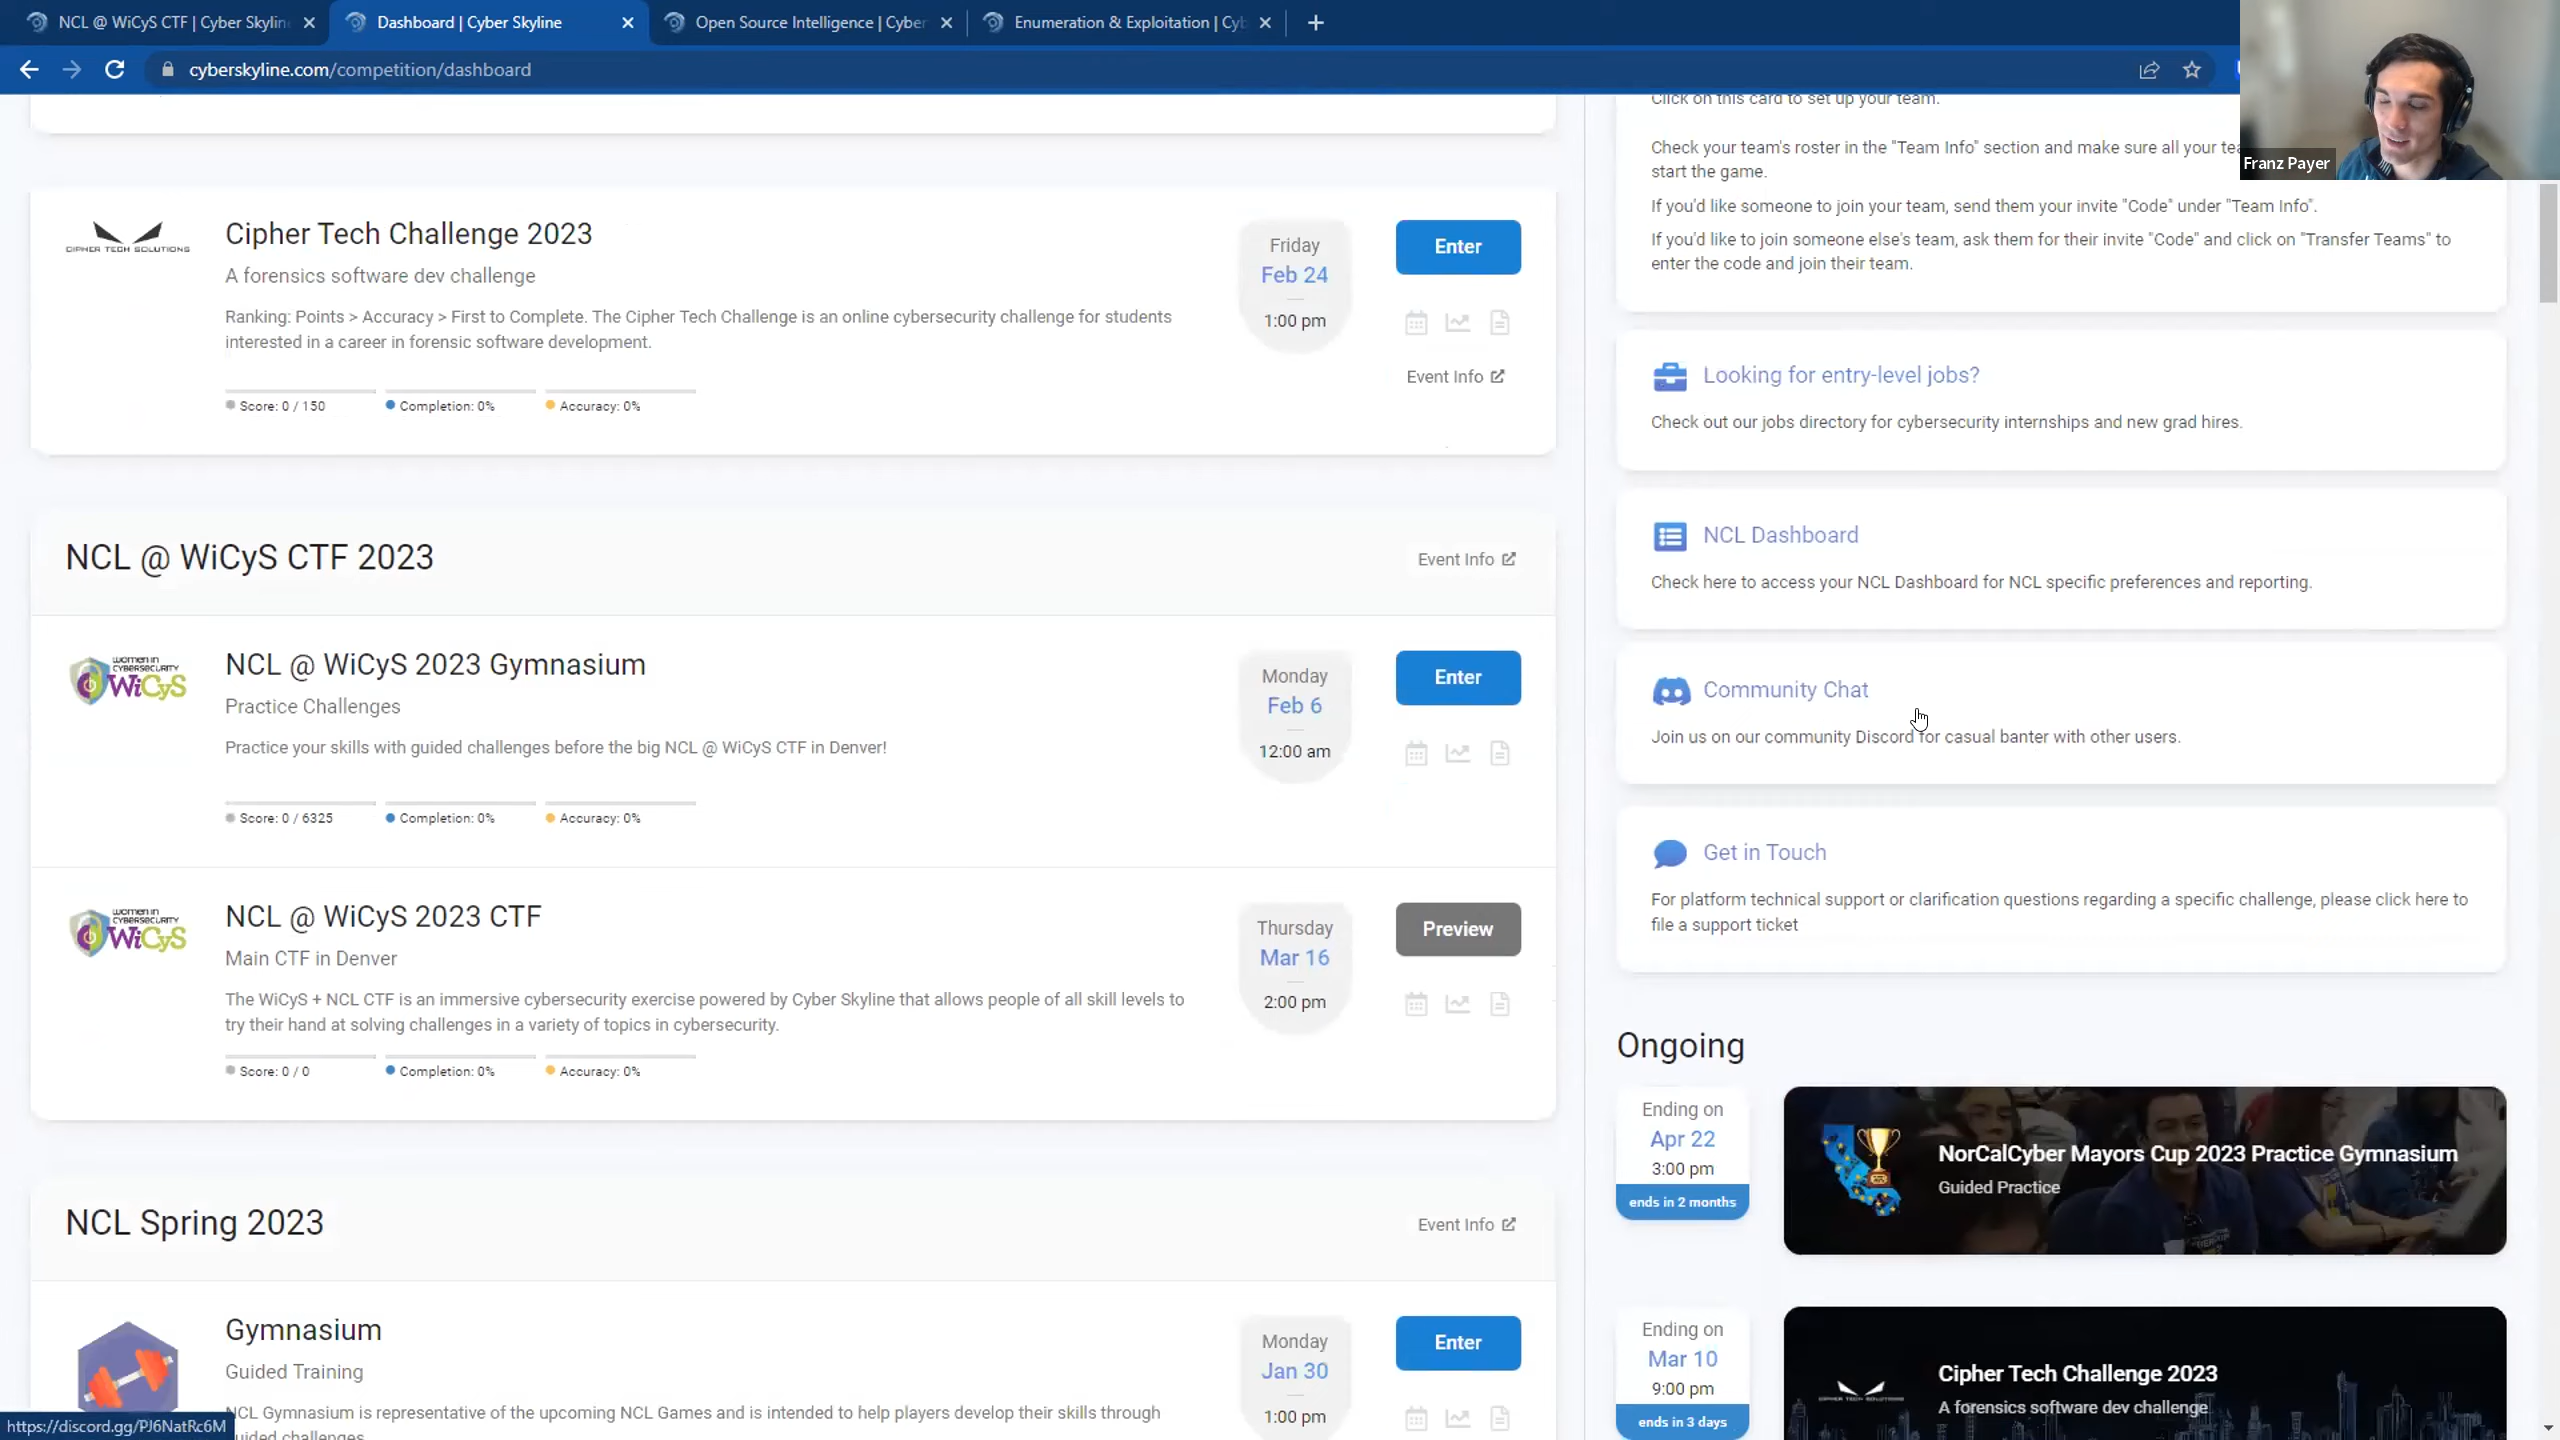 NCL @ WiCyS CTF | Cyber Skyline
Dashboard | Cyber Skyline
Open Source Intelligence | Cyber
Enumeration & Exploitation | Cyb
cyberskyline.com/competition/dashboard
Franz Payer
Cipher Tech Challenge 2023
A forensics software dev challenge
Ranking: Points > Accuracy > First to Complete. The Cipher Tech Challenge is an online cybersecurity challenge for students
interested in a career in forensic software development.
Score: 0 / 150
Completion: 0%
Accuracy: 0%
CIPHER TECH SOLUTIONS
Friday
Feb 24
1:00 pm
Enter
Event Info
NCL @ WiCyS CTF 2023
Event Info
WOMEN IN
CYBERSECURITY
WiCyS
NCL @ WiCyS 2023 Gymnasium
Practice Challenges
Practice your skills with guided challenges before the big NCL @ WiCyS CTF in Denver!
Score: 0 / 6325
Completion: 0%
Accuracy: 0%
Monday
Feb 6
12:00 am
Enter
WOMEN IN
CYBERSECURITY
WiCyS
NCL @ WiCyS 2023 CTF
Main CTF in Denver
The WiCyS + NCL CTF is an immersive cybersecurity exercise powered by Cyber Skyline that allows people of all skill levels to
try their hand at solving challenges in a variety of topics in cybersecurity.
Score: 0 / 0
Completion: 0%
Accuracy: 0%
Thursday
Mar 16
2:00 pm
Preview
NCL Spring 2023
Event Info
Gymnasium
Guided Training
NCL Gymnasium is representative of the upcoming NCL Games and is intended to help players develop their skills through
guided challenges.
Monday
Jan 30
1:00 pm
Enter
https://discord.gg/PJ6NatRc6M
Click on this card to set up your team.
Check your team's roster in the "Team Info" section and make sure all your
start the game.
If you'd like someone to join your team, send them your invite "Code" under "Team Info".
If you'd like to join someone else's team, ask them for their invite "Code" and click on "Transfer Teams" to
enter the code and join their team.
Looking for entry-level jobs?
Check out our jobs directory for cybersecurity internships and new grad hires.
NCL Dashboard
Check here to access your NCL Dashboard for NCL specific preferences and reporting.
Community Chat
Join us on our community Discord for casual banter with other users.
Get in Touch
For platform technical support or clarification questions regarding a specific challenge, please click here to
file a support ticket
Ongoing
Ending on
Apr 22
3:00 pm
ends in 2 months
NorCalCyber Mayors Cup 2023 Practice Gymnasium
Guided Practice
Ending on
Mar 10
9:00 pm
ends in 3 days
CIPHER TECH SOLUTIONS
Cipher Tech Challenge 2023
A forensics software dev challenge